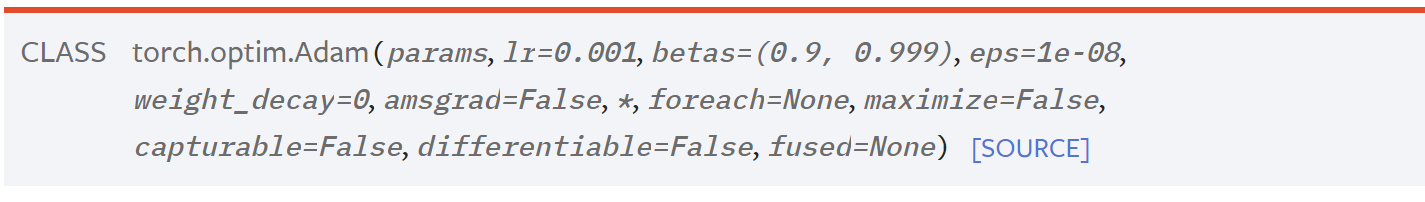 CLASS torch.optim.Adam(params, lr=0.001, betas=(0.9, 0.999), eps=1e-08,
weight_decay=0, amsgrad=False, *, foreach=None, maximize=False,
capturable=False, differentiable=False, fused=None) [SOURCE]